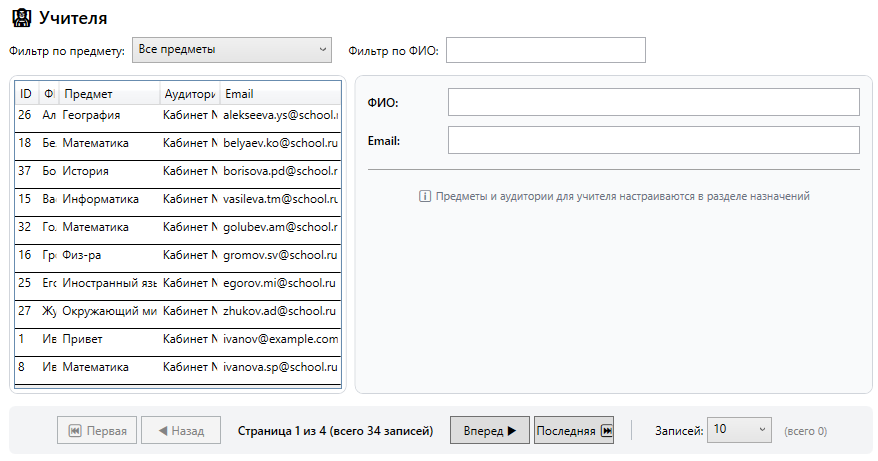 Учителя
Фильтр по предмету: Все предметы Фильтр по ФИО:
ID Ф Предмет Аудитори Email
26 Ал География Кабинет N alekseeva.ys@school.r
18 Бе. Математика Кабинет N belyaev.ko@school.ru
37 Бо История Кабинет N borisova.pd@school.r
15 Вас Информатика Кабинет N vasileva.tm@school.ru
32 Го. Математика Кабинет N golubev.am@school.r
16 Гро Физ-ра Кабинет N gromov.sv@school.ru
25 Его Иностранный язь Кабинет N egorov.mi@school.ru
27 Жу Окружающий ми Кабинет N zhukov.ad@school.ru
1 Ив Привет Кабинет N ivanov@example.com
8 Ив Математика Кабинет N ivanova.sp@school.ru
ФИО:
Email:
Предметы и аудитории для учителя настраиваются в разделе назначений
⏮ Первая ◀ Назад Страница 1 из 4 (всего 34 записей) Вперед ▶ Последняя ⏭ Записей: 10 (всего 0)